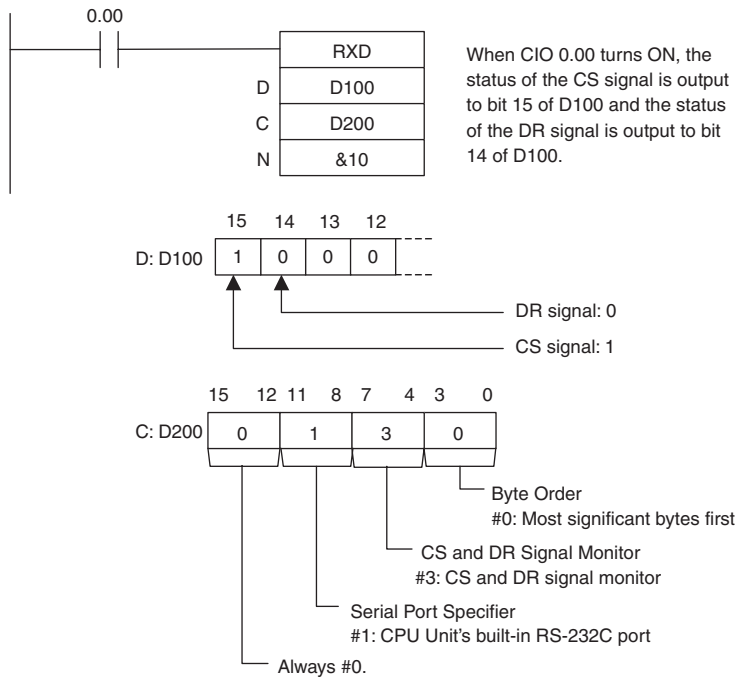 0.00
RXD
D D100
C D200
N &10
When CIO 0.00 turns ON, the
status of the CS signal is output
to bit 15 of D100 and the status
of the DR signal is output to bit
14 of D100.
15 14 13 12
D: D100 1 0 0 0
DR signal: 0
CS signal: 1
15 12 11 8 7 4 3 0
C: D200 0 1 3 0
Byte Order
#0: Most significant bytes first
CS and DR Signal Monitor
#3: CS and DR signal monitor
Serial Port Specifier
#1: CPU Unit's built-in RS-232C port
Always #0.